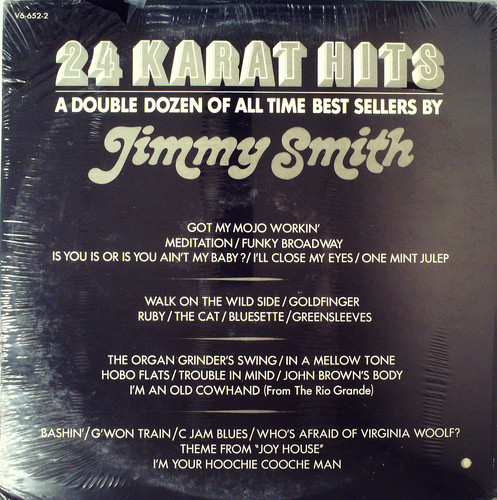 V6-652-2
24 KARAT HITS
A DOUBLE DOZEN OF ALL TIME BEST SELLERS BY
Jimmy Smith
GOT MY MOJO WORKIN'
MEDITATION/FUNKY BROADWAY
IS YOU IS OR IS YOU AIN'T MY BABY?/I'LL CLOSE MY EYES/ONE MINT JULEP
WALK ON THE WILD SIDE/GOLDFINGER
RUBY/THE CAT/BLUESETTE/GREENSLEEVES
THE ORGAN GRINDER'S SWING/IN A MELLOW TONE
HOBO FLATS/TROUBLE IN MIND/JOHN BROWN'S BODY
I'M AN OLD COWHAND (From The Rio Grande)
BASHIN'/G'WON TRAIN/C JAM BLUES/WHO'S AFRAID OF VIRGINIA WOOLF?
THEME FROM "JOY HOUSE"
I'M YOUR HOOCHIE COOCHE MAN